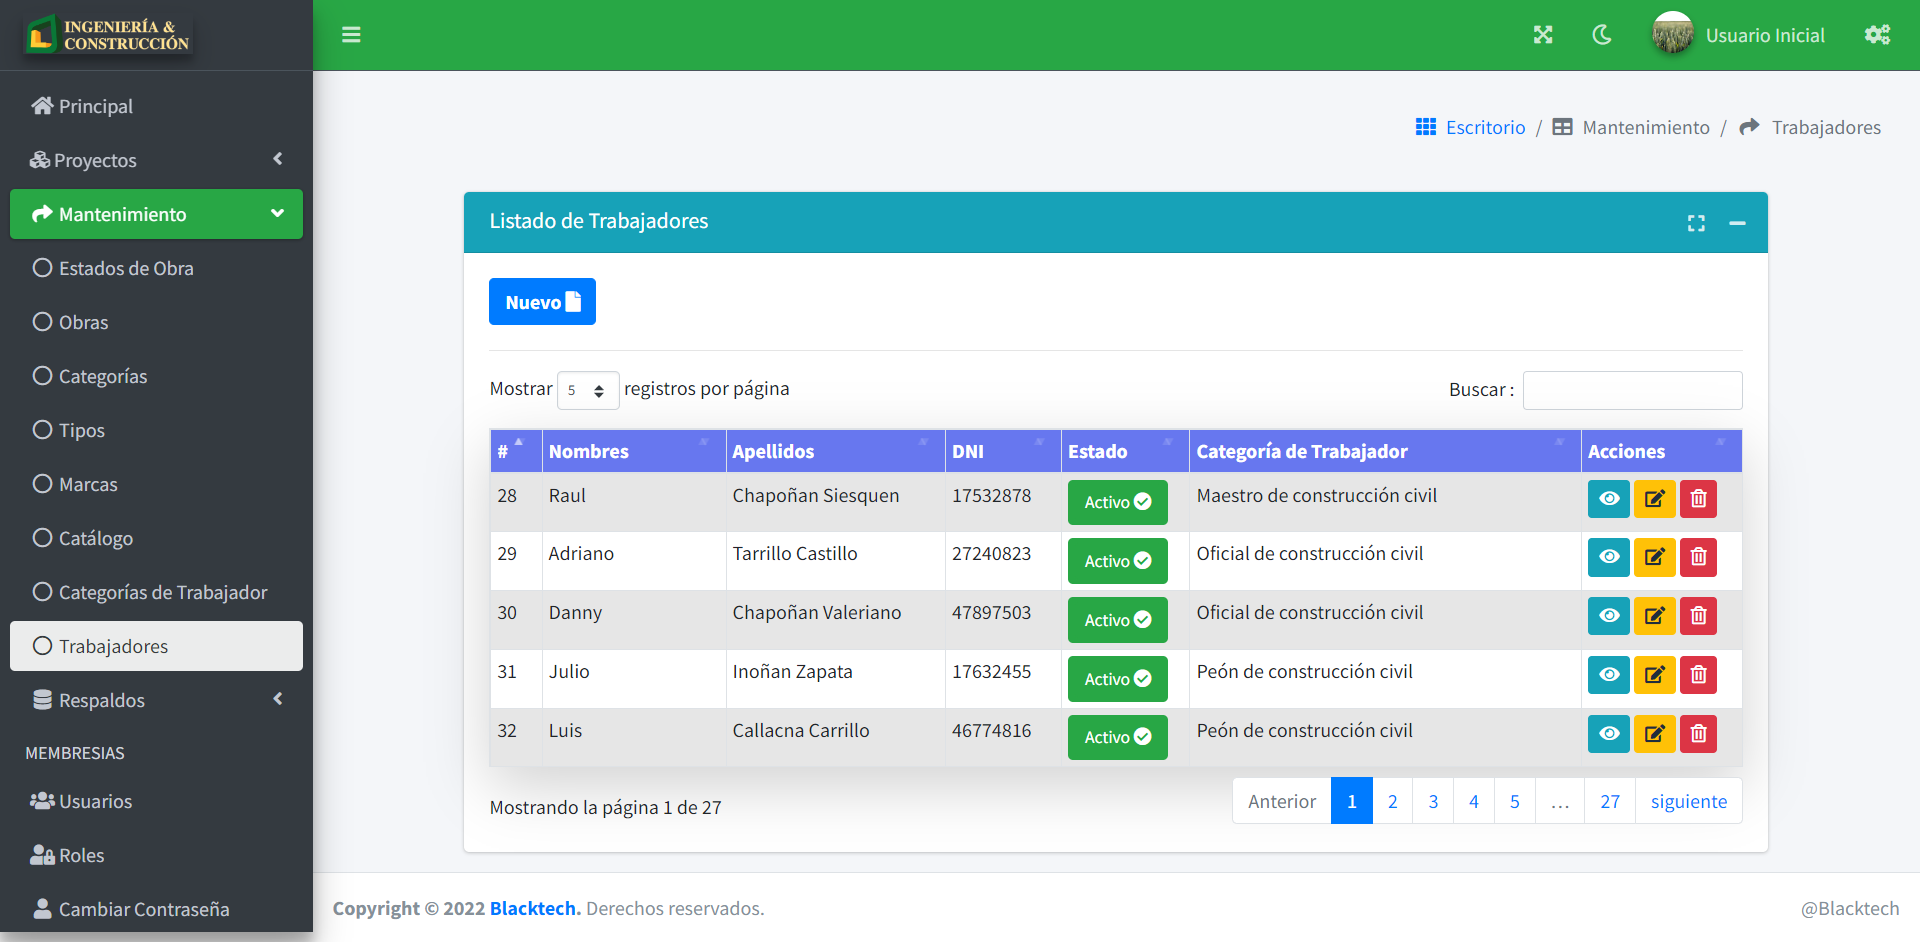 INGENIERÍA &
CONSTRUCCIÓN
Usuario Inicial
Principal
Proyectos
Mantenimiento
Estados de Obra
Obras
Categorías
Tipos
Marcas
Catálogo
Categorías de Trabajador
Trabajadores
Respaldos
MEMBRESIAS
Usuarios
Roles
Cambiar Contraseña
Escritorio / Mantenimiento / Trabajadores
Listado de Trabajadores
Nuevo
Mostrar 5 registros por página
Buscar :
# Nombres Apellidos DNI Estado Categoría de Trabajador Acciones
28 Raul Chapoñan Siesquen 17532878 Activo Maestro de construcción civil
29 Adriano Tarrillo Castillo 27240823 Activo Oficial de construcción civil
30 Danny Chapoñan Valeriano 47897503 Activo Oficial de construcción civil
31 Julio Inoñan Zapata 17632455 Activo Peón de construcción civil
32 Luis Callacna Carrillo 46774816 Activo Peón de construcción civil
Mostrando la página 1 de 27
Anterior 1 2 3 4 5 … 27 siguiente
Copyright © 2022 Blacktech. Derechos reservados.
@Blacktech